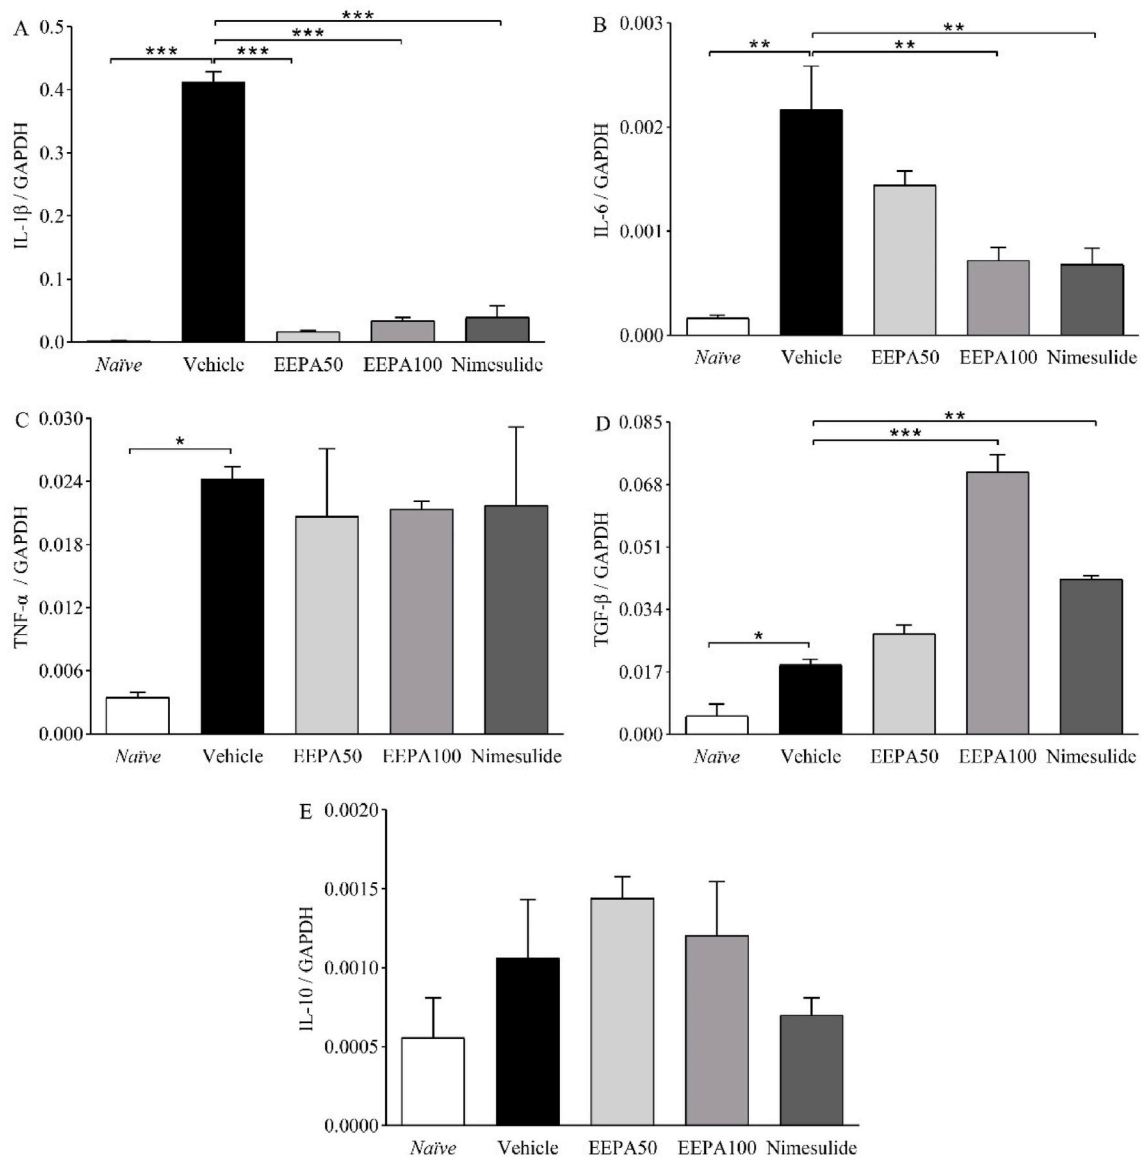 A
0.5
0.4
0.3
0.2
0.1
0.0
IL-1β / GAPDH
***
***
***
***
Naïve Vehicle EEPA50 EEPA100 Nimesulide
B
0.003
0.002
0.001
0.000
IL-6 / GAPDH
**
**
**
Naïve Vehicle EEPA50 EEPA100 Nimesulide
C
0.030
0.024
0.018
0.012
0.006
0.000
TNF-α / GAPDH
*
Naïve Vehicle EEPA50 EEPA100 Nimesulide
D
0.085
0.068
0.051
0.034
0.017
0.000
TGF-β / GAPDH
**
***
*
Naïve Vehicle EEPA50 EEPA100 Nimesulide
E
0.0020
0.0015
0.0010
0.0005
0.0000
IL-10 / GAPDH
Naïve Vehicle EEPA50 EEPA100 Nimesulide